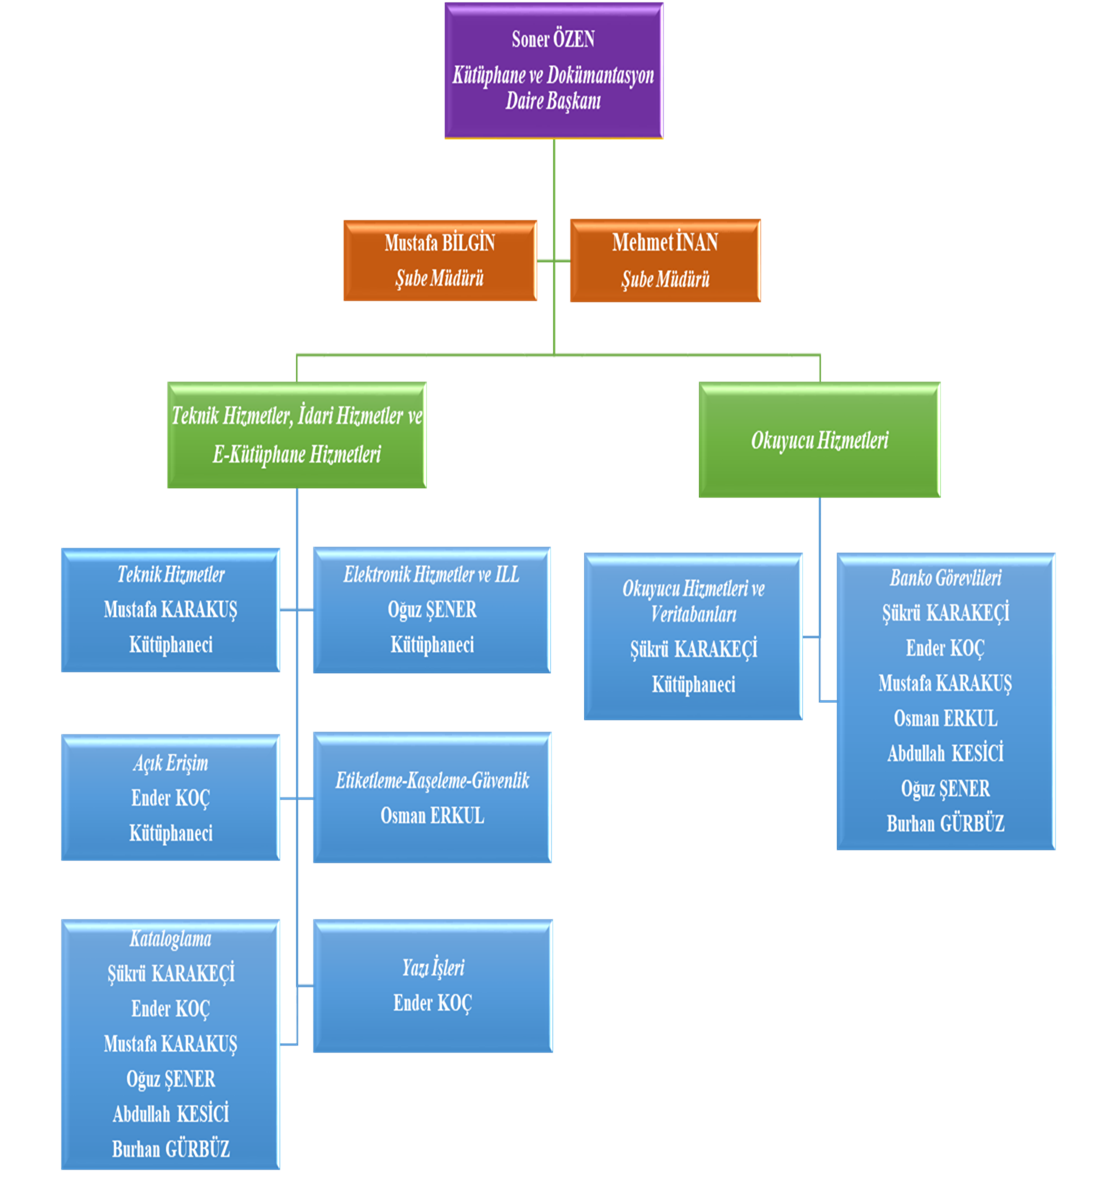 Soner ÖZEN
Kütüphane ve Dokümantasyon
Daire Başkanı
Mustafa BİLGİN
Şube Müdürü
Mehmet İNAN
Şube Müdürü
Teknik Hizmetler, İdari Hizmetler ve
E-Kütüphane Hizmetleri
Okuyucu Hizmetleri
Teknik Hizmetler
Mustafa KARAKUŞ
Kütüphaneci
Elektronik Hizmetler ve ILL
Oğuz ŞENER
Kütüphaneci
Okuyucu Hizmetleri ve
Veritabanları
Şükrü KARAKEÇİ
Kütüphaneci
Banko Görevlileri
Şükrü KARAKEÇİ
Ender KOÇ
Mustafa KARAKUŞ
Osman ERKUL
Abdullah KESİCİ
Oğuz ŞENER
Burhan GÜRBÜZ
Açık Erişim
Ender KOÇ
Kütüphaneci
Etiketleme-Kaşeleme-Güvenlik
Osman ERKUL
Kataloglama
Şükrü KARAKEÇİ
Ender KOÇ
Mustafa KARAKUŞ
Oğuz ŞENER
Abdullah KESİCİ
Burhan GÜRBÜZ
Yazı İşleri
Ender KOÇ